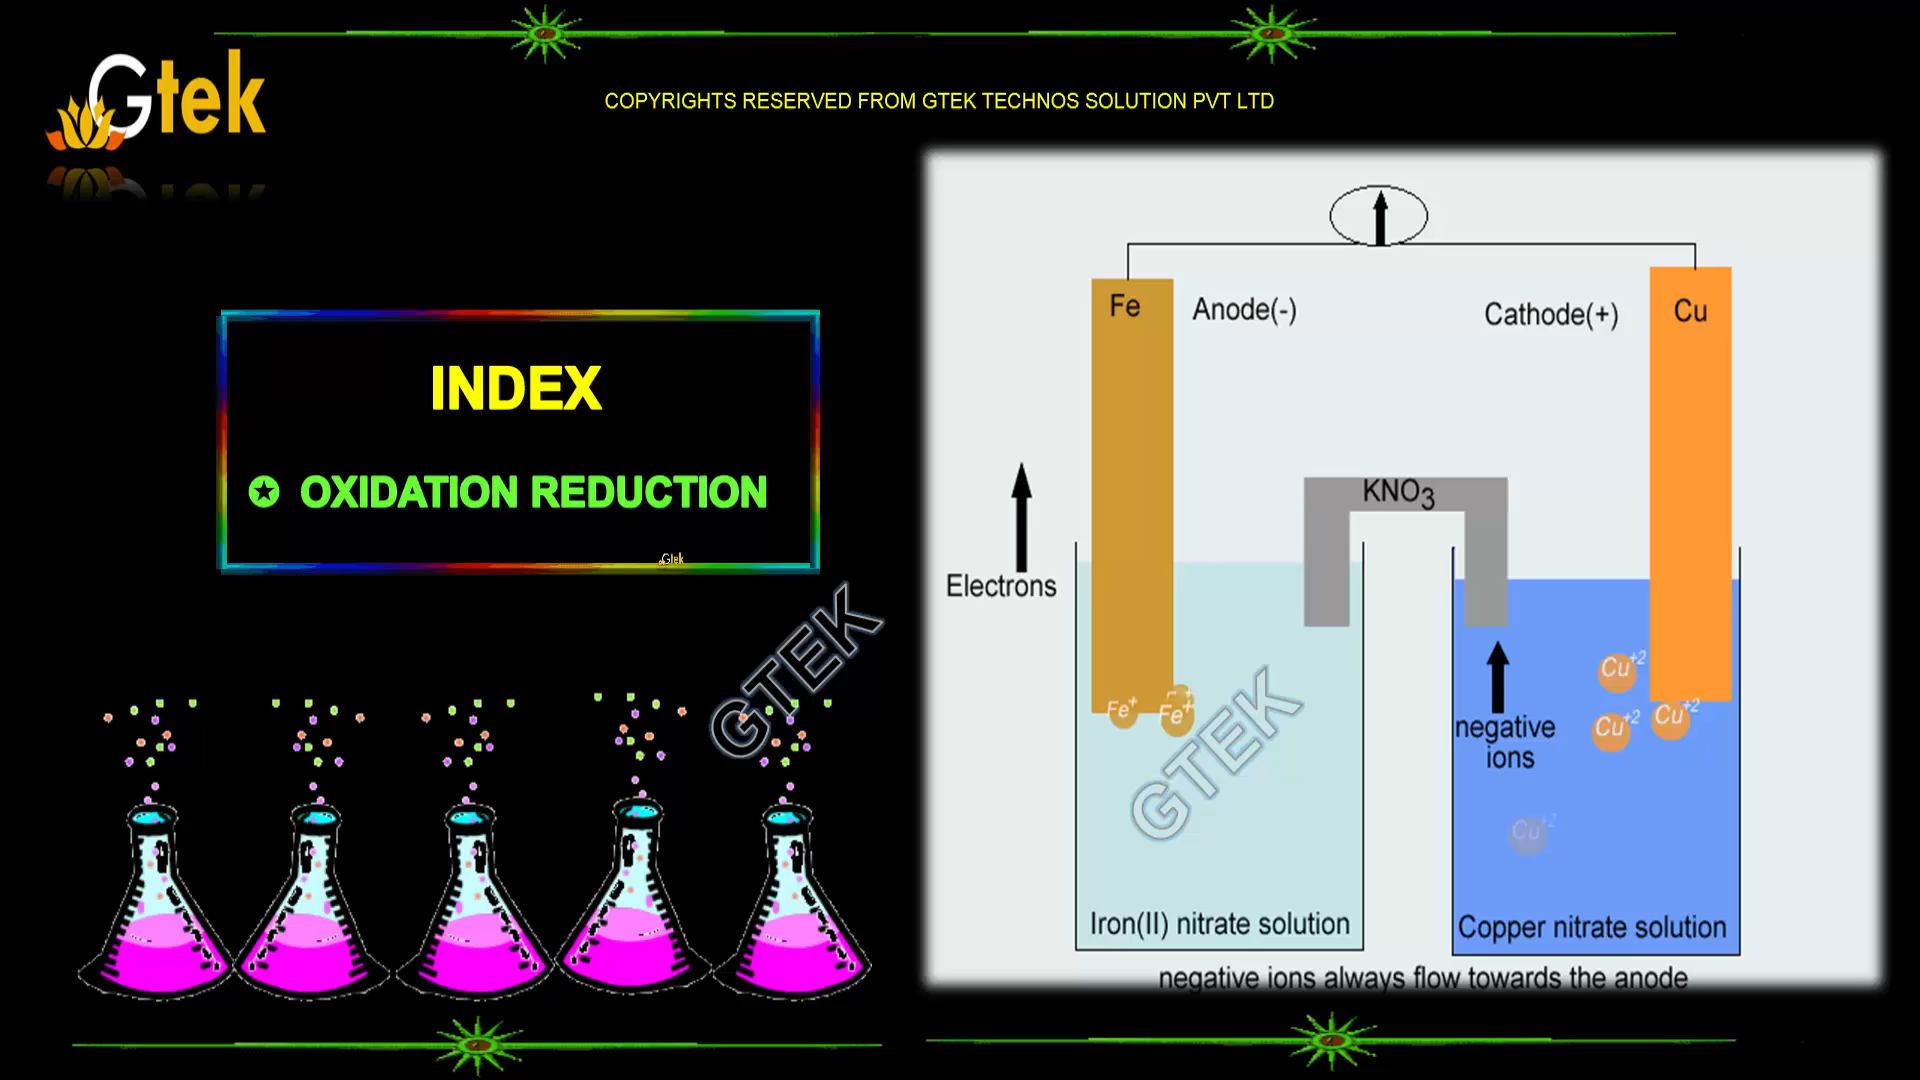 Gtek
COPYRIGHTS RESERVED FROM GTEK TECHNOS SOLUTION PVT LTD
INDEX
✪ OXIDATION REDUCTION
Gtek
GTEK
Fe
Anode(-)
Cathode(+)
Cu
KNO3
Electrons
Cu+2
Fe+
Fe+
Cu+2
Cu+2
negative
ions
GTEK
Cu+2
Iron(II) nitrate solution
Copper nitrate solution
negative ions always flow towards the anode